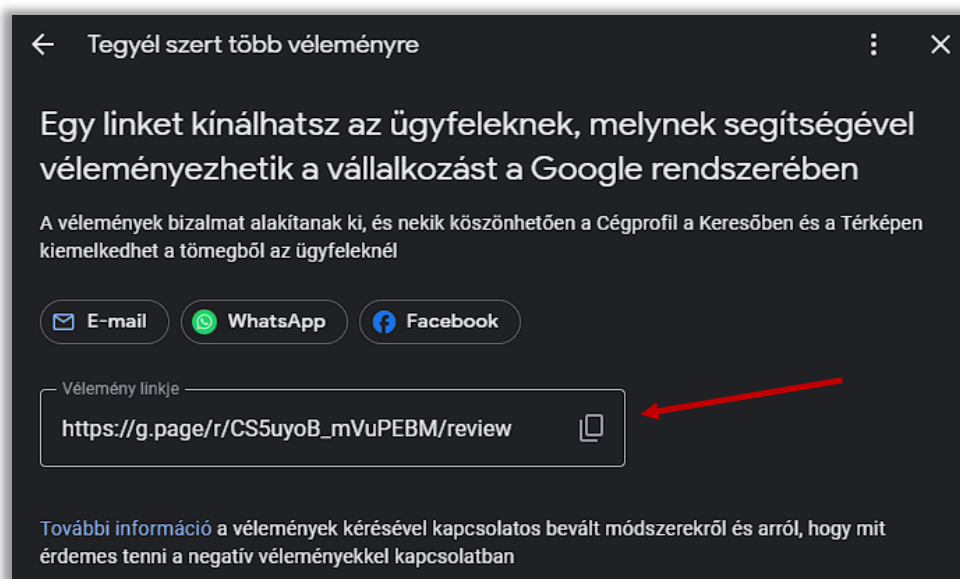 Tegyél szert több véleményre
Egy linket kínálhatsz az ügyfeleknek, melynek segítségével
véleményezhetik a vállalkozást a Google rendszerében
A vélemények bizalmat alakítanak ki, és nekik köszönhetően a Cégprofil a Keresőben és a Térképen
kiemelkedhet a tömegből az ügyfeleknél
E-mail WhatsApp Facebook
Vélemény linkje
https://g.page/r/CS5uyoB_mVuPEBM/review
További információ a vélemények kérésével kapcsolatos bevált módszerekről és arról, hogy mit
érdemes tenni a negatív véleményekkel kapcsolatban